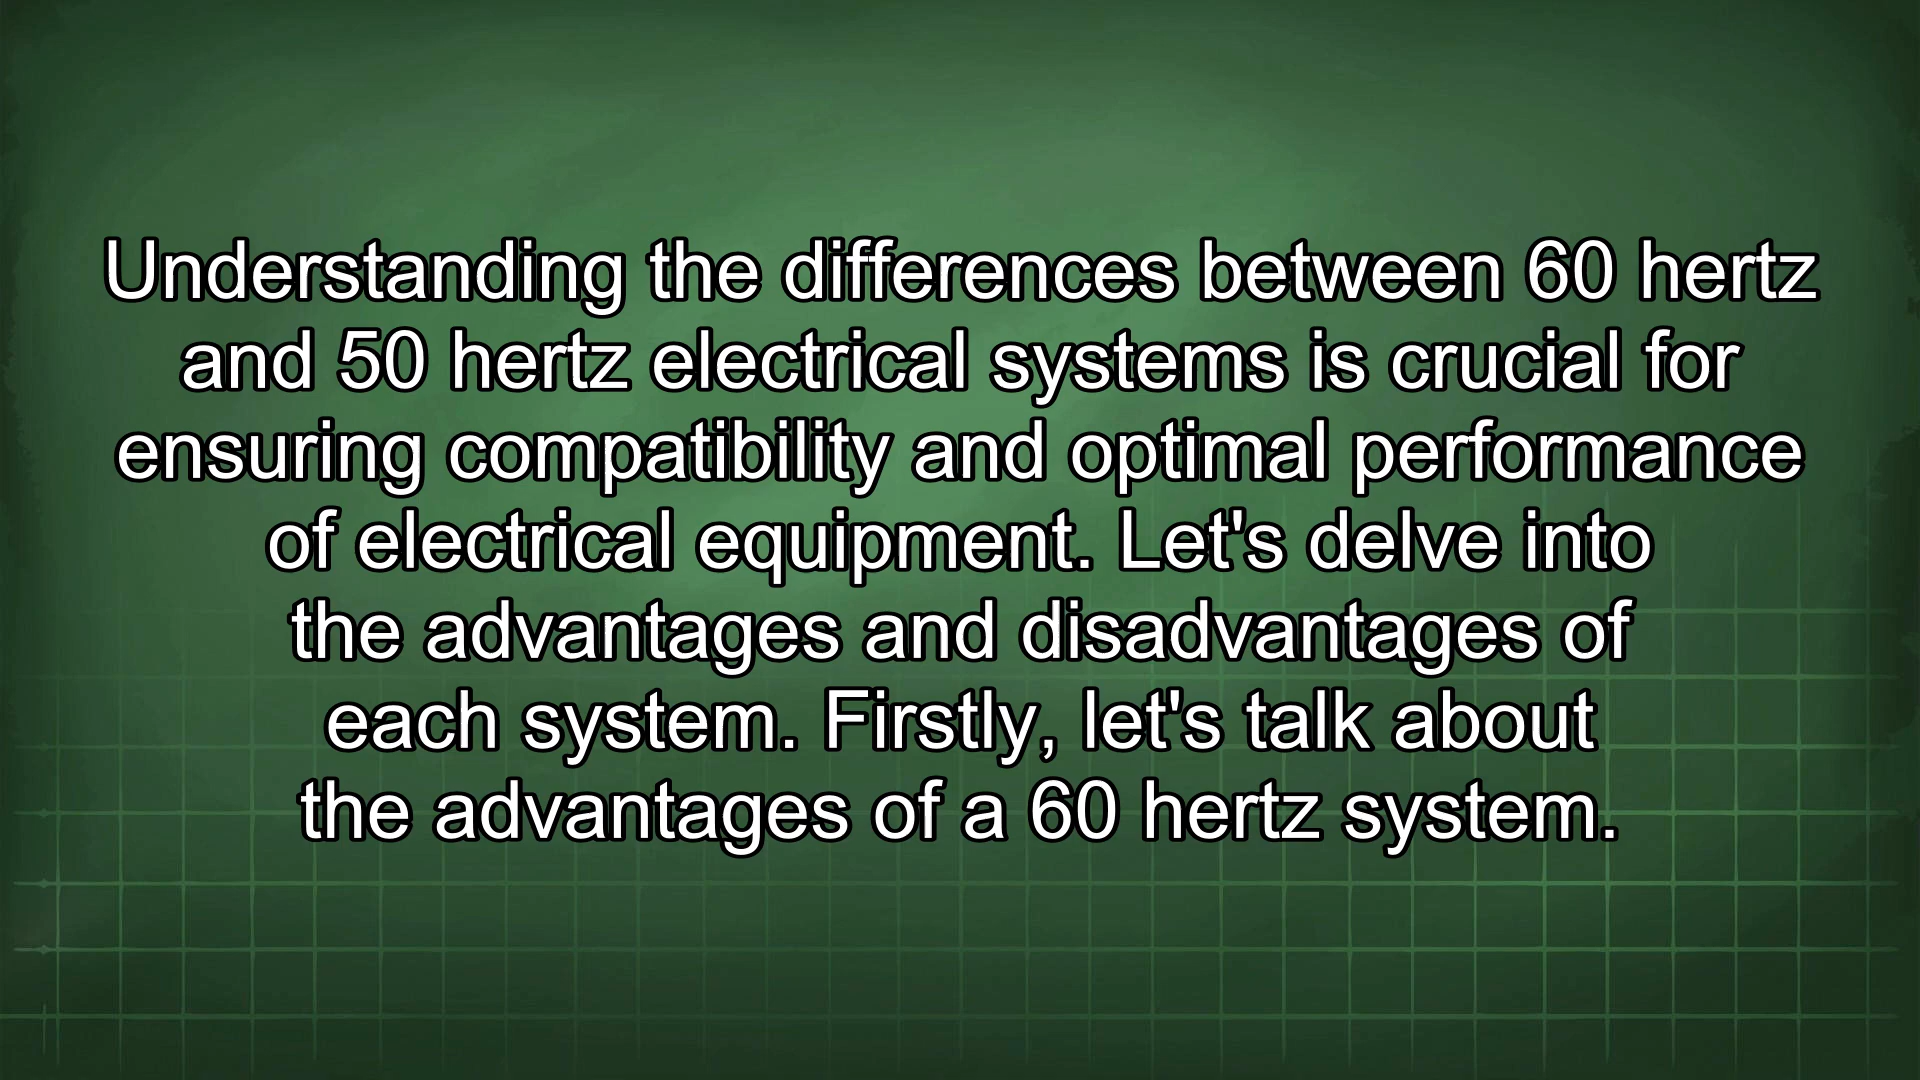 Understanding the differences between 60 hertz
and 50 hertz electrical systems is crucial for
ensuring compatibility and optimal performance
of electrical equipment. Let's delve into
the advantages and disadvantages of
each system. Firstly, let's talk about
the advantages of a 60 hertz system.